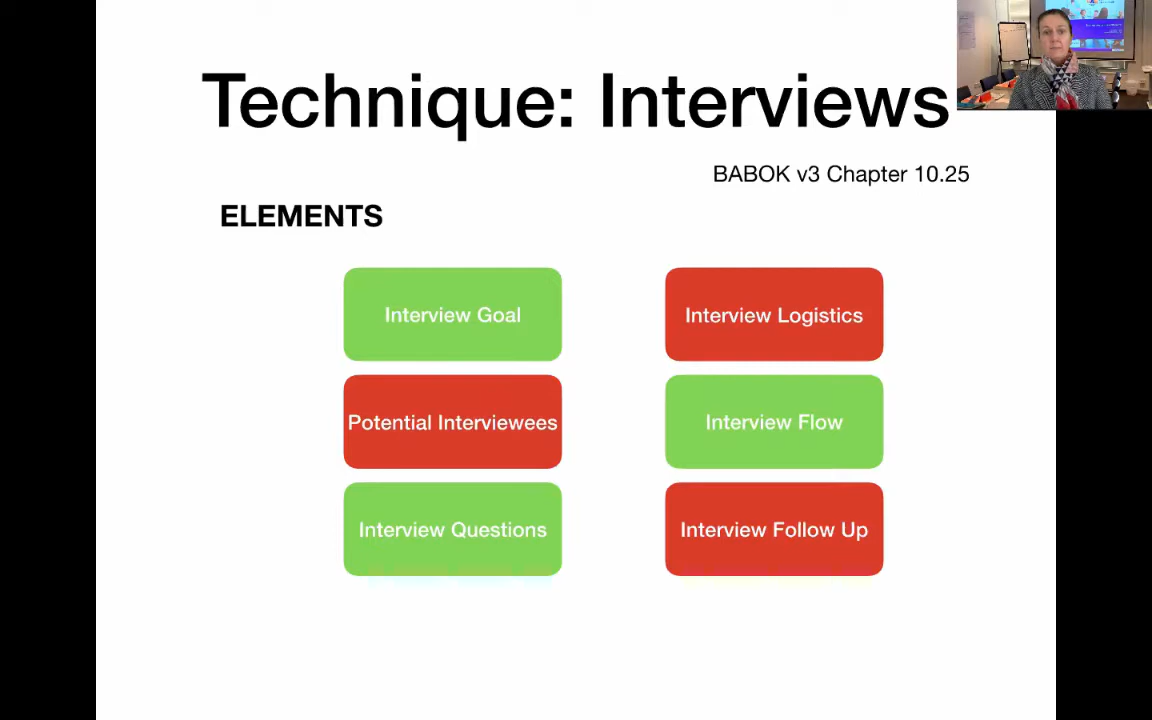 Technique: Interviews
BABOK v3 Chapter 10.25
ELEMENTS
Interview Goal
Interview Logistics
Potential Interviewees
Interview Flow
Interview Questions
Interview Follow Up